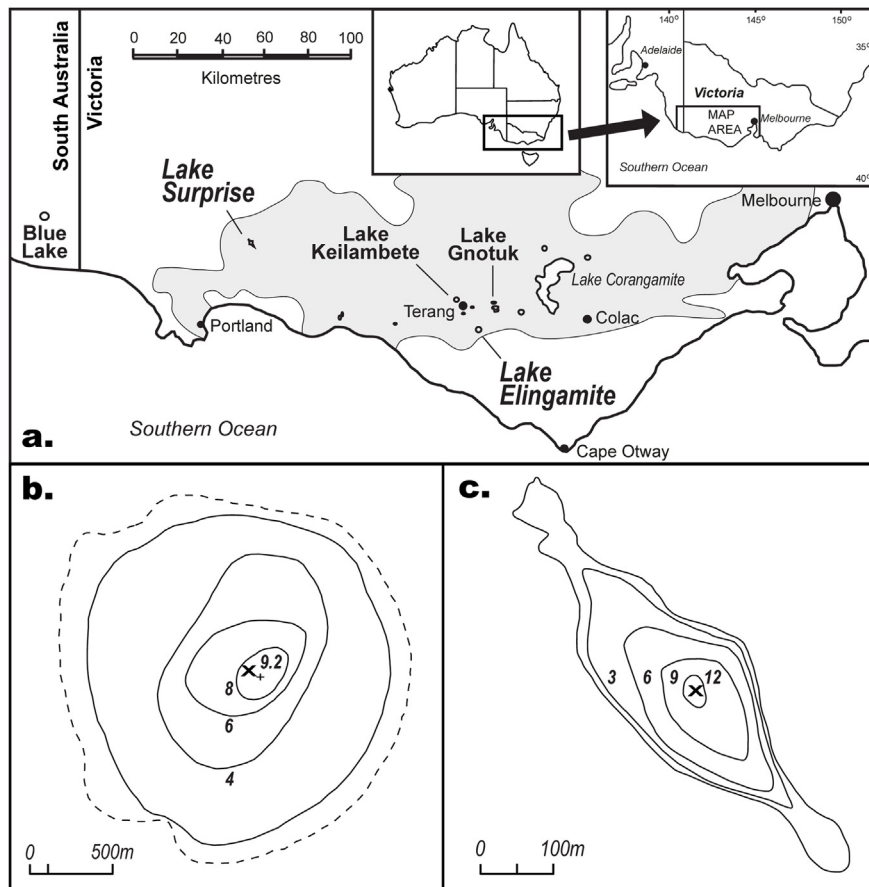 0 20 40 60 80 100
Kilometres
South Australia
Victoria
140° 145° 150°
35°
Adelaide
Victoria
MAP
AREA
Melbourne
Southern Ocean
40°
Melbourne
Lake
Surprise
Blue
Lake
Lake
Keilambete
Lake
Gnotuk
Lake Corangamite
Terang
Colac
Portland
Lake
Elingamite
a.
Southern Ocean
Cape Otway
b.
X 9.2
+
8
6
4
0 500m
c.
3 6 9 12
X
0 100m